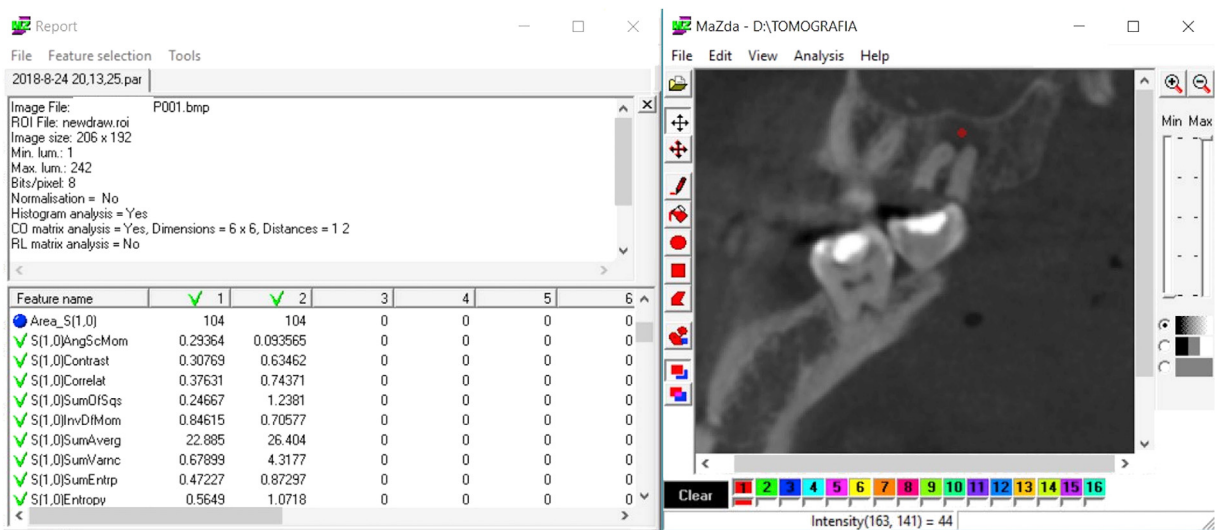 Report
File Feature selection Tools
2018-8-24 20,13,25.par
Image File: P001.bmp
ROI File: newdraw.roi
Image size: 206 x 192
Min. lum.: 1
Max. lum.: 242
Bits/pixel: 8
Normalisation = No
Histogram analysis = Yes
CO matrix analysis = Yes, Dimensions = 6 x 6, Distances = 1 2
RL matrix analysis = No
Feature name 1 2 3 4 5 6
Area_S(1,0) 104 104 0 0 0 0
S(1,0)AngScMom 0.29364 0.093565 0 0 0 0
S(1,0)Contrast 0.30769 0.63462 0 0 0 0
S(1,0)Correlat 0.37631 0.74371 0 0 0 0
S(1,0)SumOfSqs 0.24667 1.2381 0 0 0 0
S(1,0)InvDfMom 0.84615 0.70577 0 0 0 0
S(1,0)SumAverg 22.885 26.404 0 0 0 0
S(1,0)SumVarnc 0.67899 4.3177 0 0 0 0
S(1,0)SumEntrp 0.47227 0.87297 0 0 0 0
S(1,0)Entropy 0.5649 1.0718 0 0 0 0
MaZda - D:\TOMOGRAFIA
File Edit View Analysis Help
Min Max
Clear 1 2 3 4 5 6 7 8 9 10 11 12 13 14 15 16
Intensity(163, 141) = 44